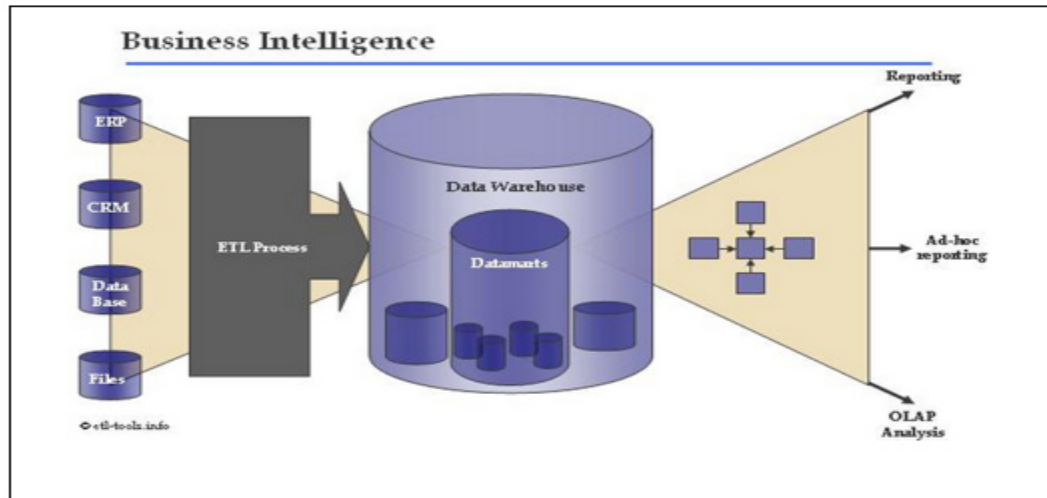 Business Intelligence
Reporting
ERP
CRM
Data
Base
Files
ETL Process
Data Warehouse
Datamarts
Ad-hoc
reporting
OLAP
Analysis
© etl-tools.info